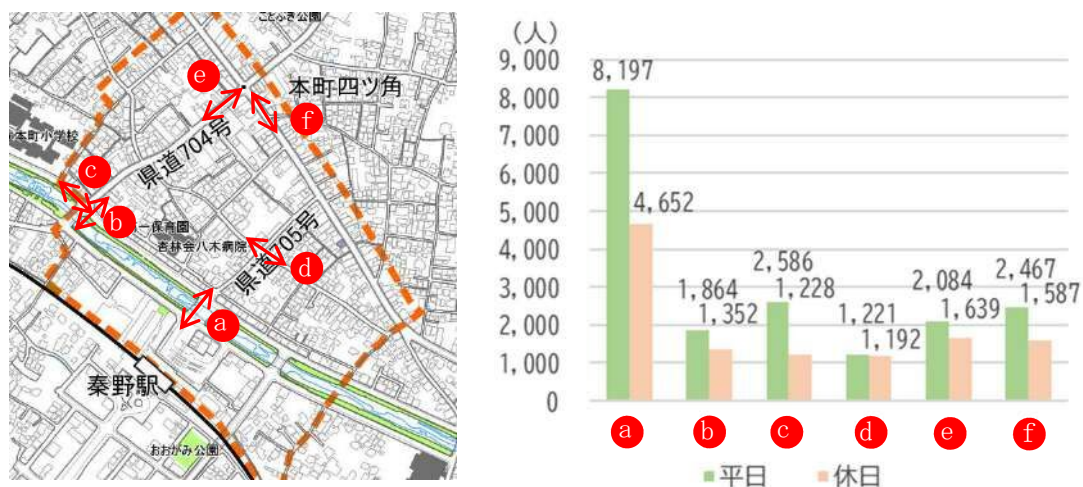 ことぶき公園
e
本町四ツ角
f
本町小学校
県道704号
c
b
一保育園
杏林会八木病院
県道705号
d
a
秦野駅
おおがみ公園
(人)
9,000
8,000
7,000
6,000
5,000
4,000
3,000
2,000
1,000
0
8,197
4,652
1,864
1,352
2,586
1,228
1,221
1,192
2,084
1,639
2,467
1,587
a b c d e f
平日 休日